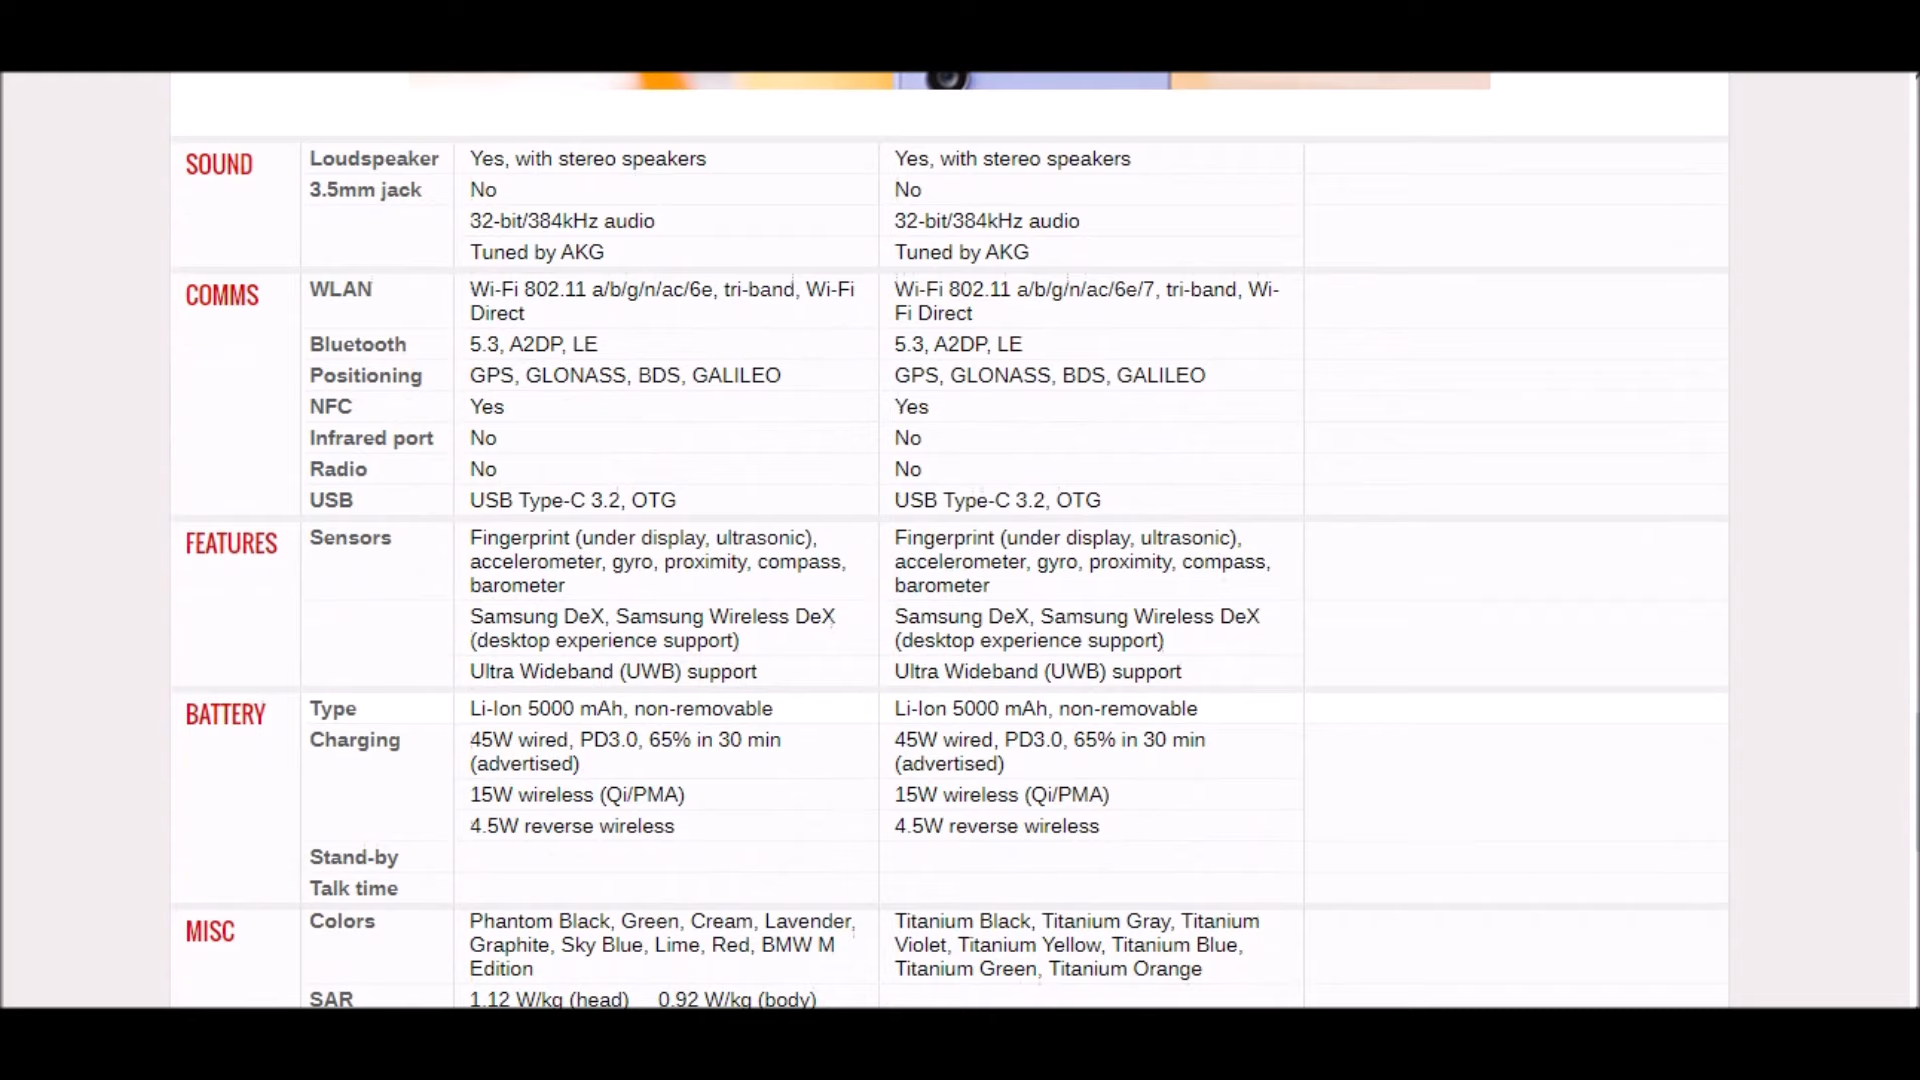 SOUND Loudspeaker Yes, with stereo speakers Yes, with stereo speakers
3.5mm jack No No
32-bit/384kHz audio 32-bit/384kHz audio
Tuned by AKG Tuned by AKG
COMMS WLAN Wi-Fi 802.11 a/b/g/n/ac/6e, tri-band, Wi-Fi Wi-Fi 802.11 a/b/g/n/ac/6e/7, tri-band, Wi-
Direct Fi Direct
Bluetooth 5.3, A2DP, LE 5.3, A2DP, LE
Positioning GPS, GLONASS, BDS, GALILEO GPS, GLONASS, BDS, GALILEO
NFC Yes Yes
Infrared port No No
Radio No No
USB USB Type-C 3.2, OTG USB Type-C 3.2, OTG
FEATURES Sensors Fingerprint (under display, ultrasonic), Fingerprint (under display, ultrasonic),
accelerometer, gyro, proximity, compass, accelerometer, gyro, proximity, compass,
barometer barometer
Samsung DeX, Samsung Wireless DeX Samsung DeX, Samsung Wireless DeX
(desktop experience support) (desktop experience support)
Ultra Wideband (UWB) support Ultra Wideband (UWB) support
BATTERY Type Li-Ion 5000 mAh, non-removable Li-Ion 5000 mAh, non-removable
Charging 45W wired, PD3.0, 65% in 30 min 45W wired, PD3.0, 65% in 30 min
(advertised) (advertised)
15W wireless (Qi/PMA) 15W wireless (Qi/PMA)
4.5W reverse wireless 4.5W reverse wireless
Stand-by
Talk time
MISC Colors Phantom Black, Green, Cream, Lavender, Titanium Black, Titanium Gray, Titanium
Graphite, Sky Blue, Lime, Red, BMW M Violet, Titanium Yellow, Titanium Blue,
Edition Titanium Green, Titanium Orange
SAR 1.12 W/kg (head) 0.92 W/kg (body)